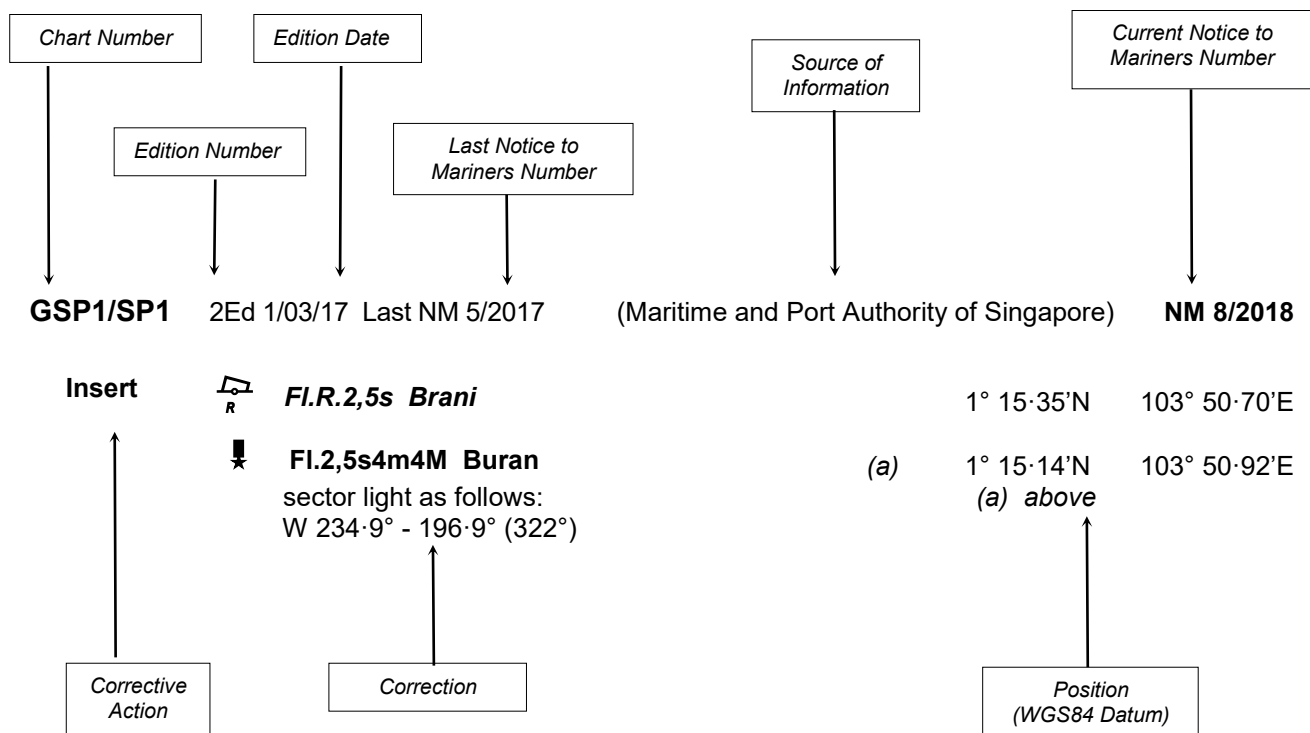 Chart Number
Edition Date
Current Notice to
Mariners Number
Source of
Information
Edition Number
Last Notice to
Mariners Number
GSP1/SP1 2Ed 1/03/17 Last NM 5/2017 (Maritime and Port Authority of Singapore) NM 8/2018
Insert R Fl.R.2,5s Brani 1° 15·35’N 103° 50·70’E
Fl.2,5s4m4M Buran (a) 1° 15·14’N 103° 50·92’E
sector light as follows: (a) above
W 234·9° - 196·9° (322°)
Corrective
Action
Correction
Position
(WGS84 Datum)